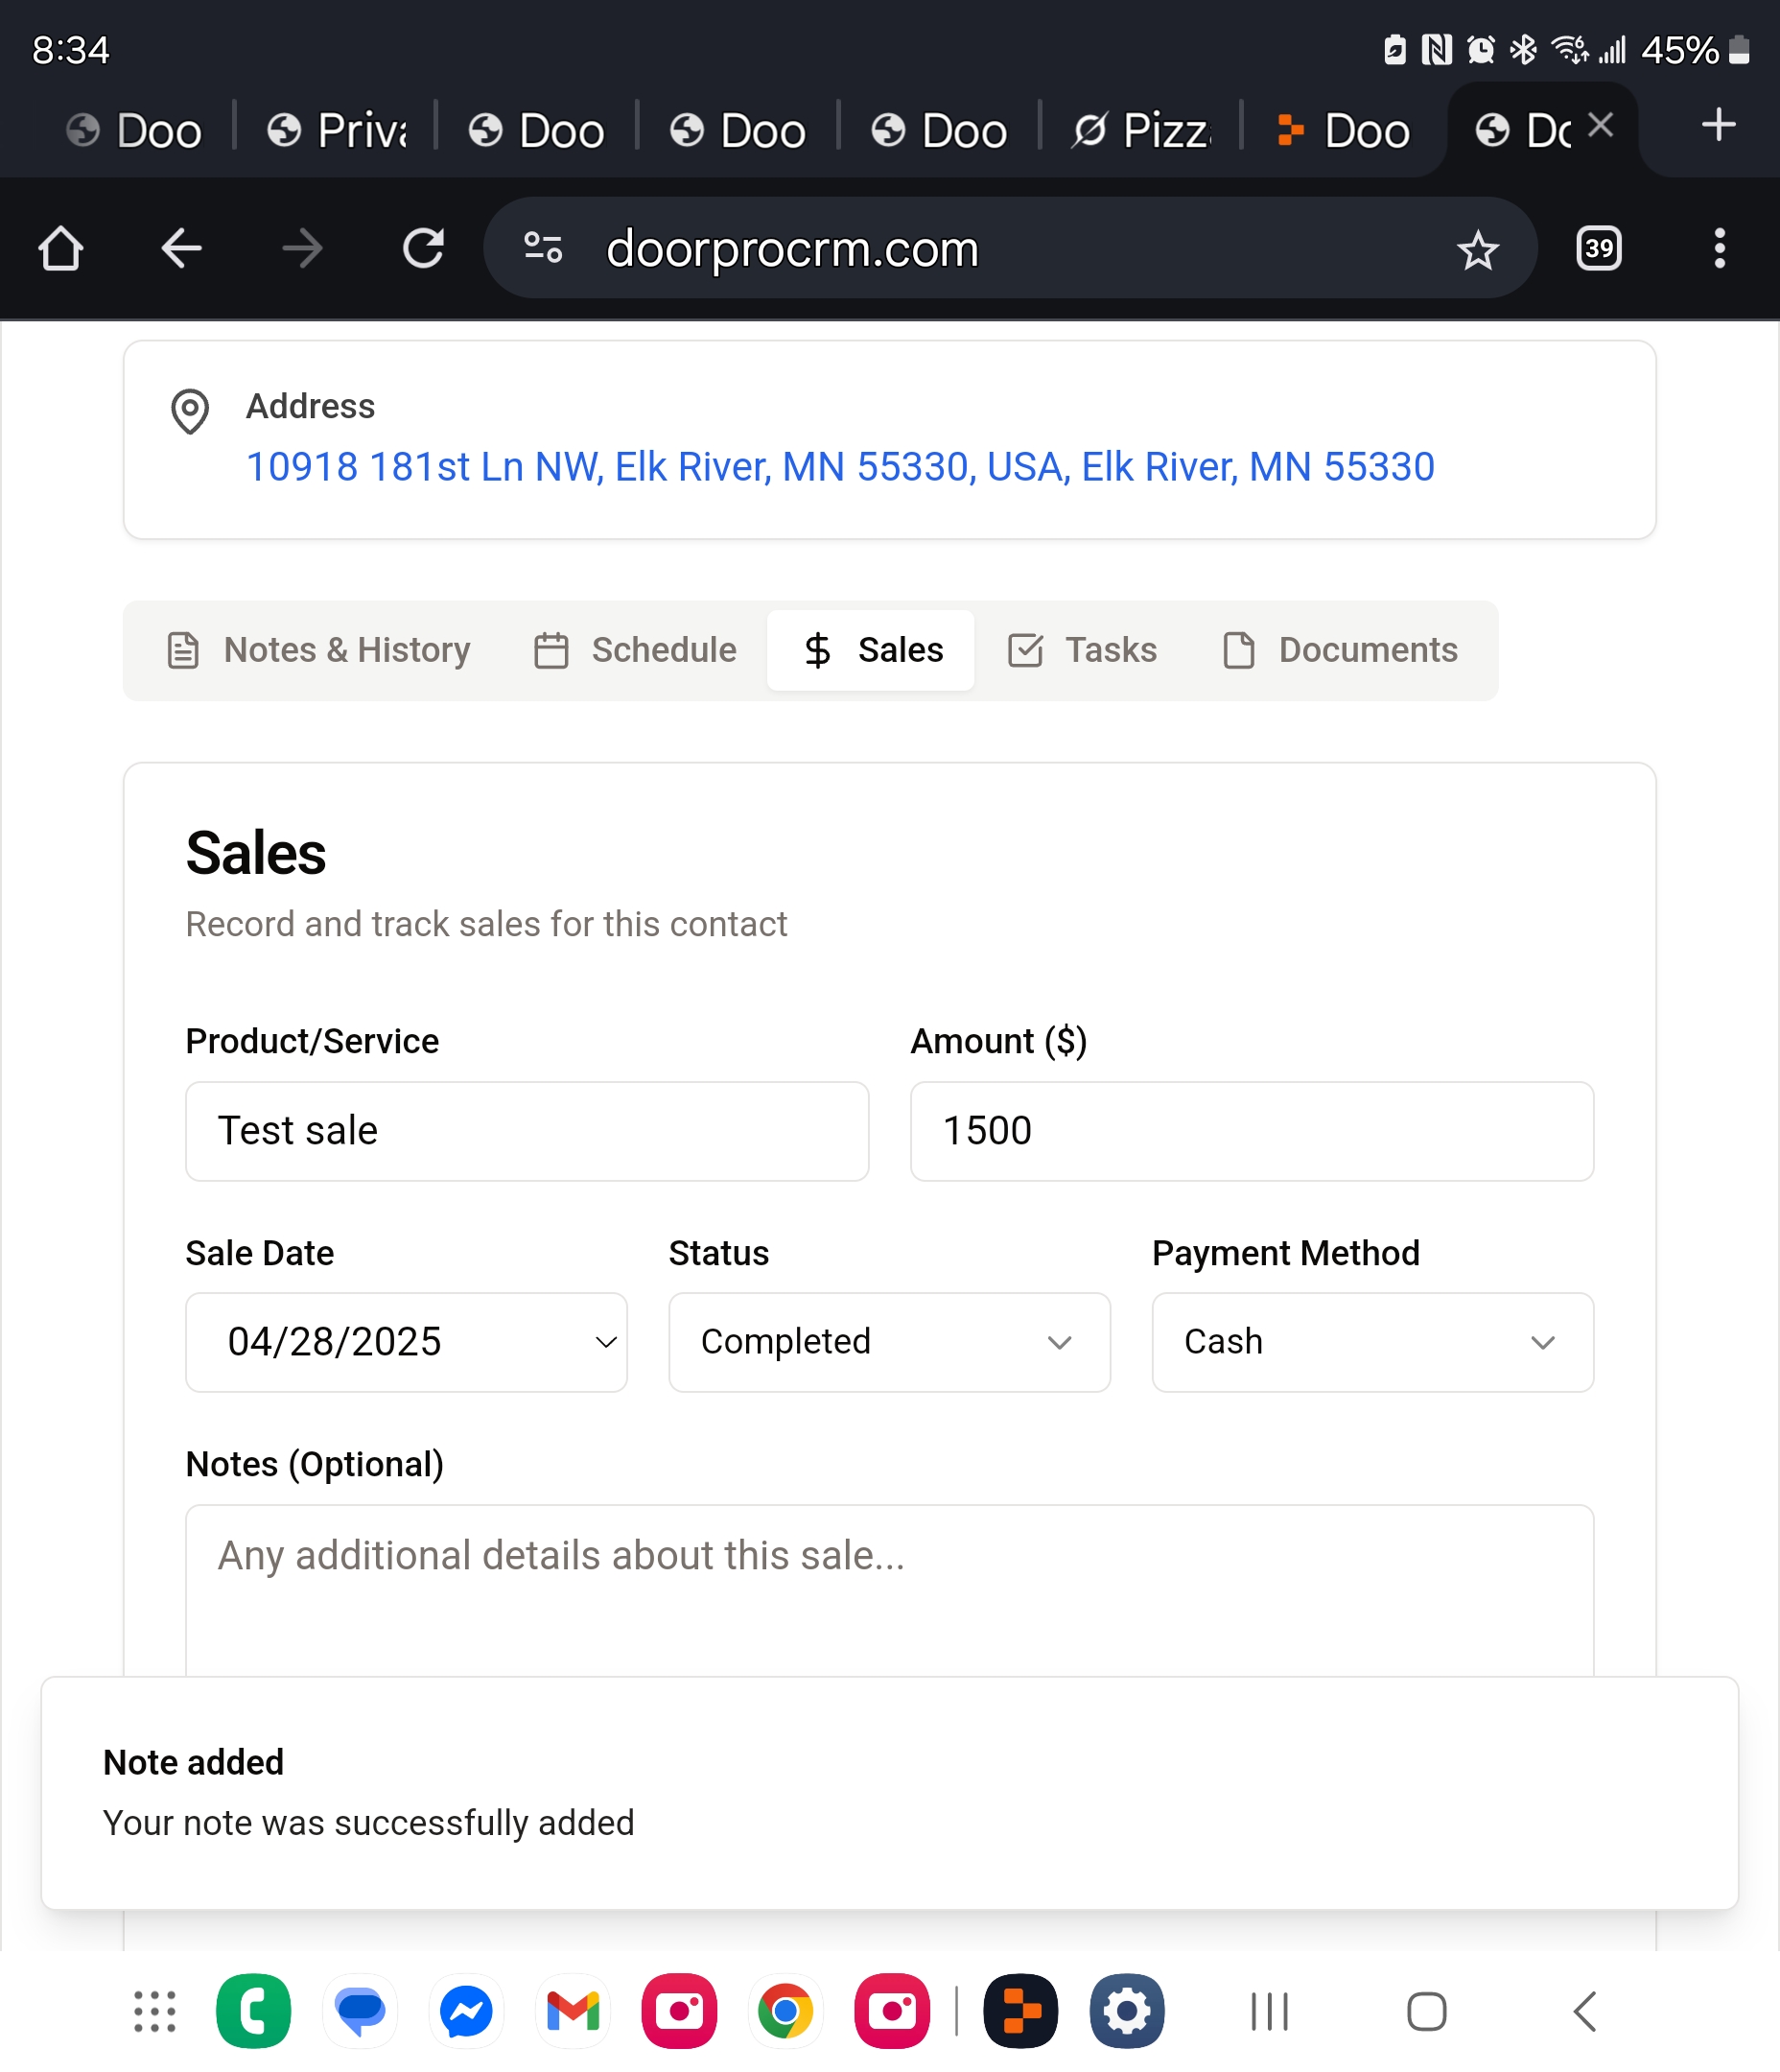 8:34
45%
Doo
Priva
Doo
Doo
Doo
Pizz
Doo
Do
doorprocrm.com
39
Address
10918 181st Ln NW, Elk River, MN 55330, USA, Elk River, MN 55330
Notes & History
Schedule
Sales
Tasks
Documents
Sales
Record and track sales for this contact
Product/Service
Amount ($)
Test sale
1500
Sale Date
Status
Payment Method
04/28/2025
Completed
Cash
Notes (Optional)
Any additional details about this sale...
Note added
Your note was successfully added